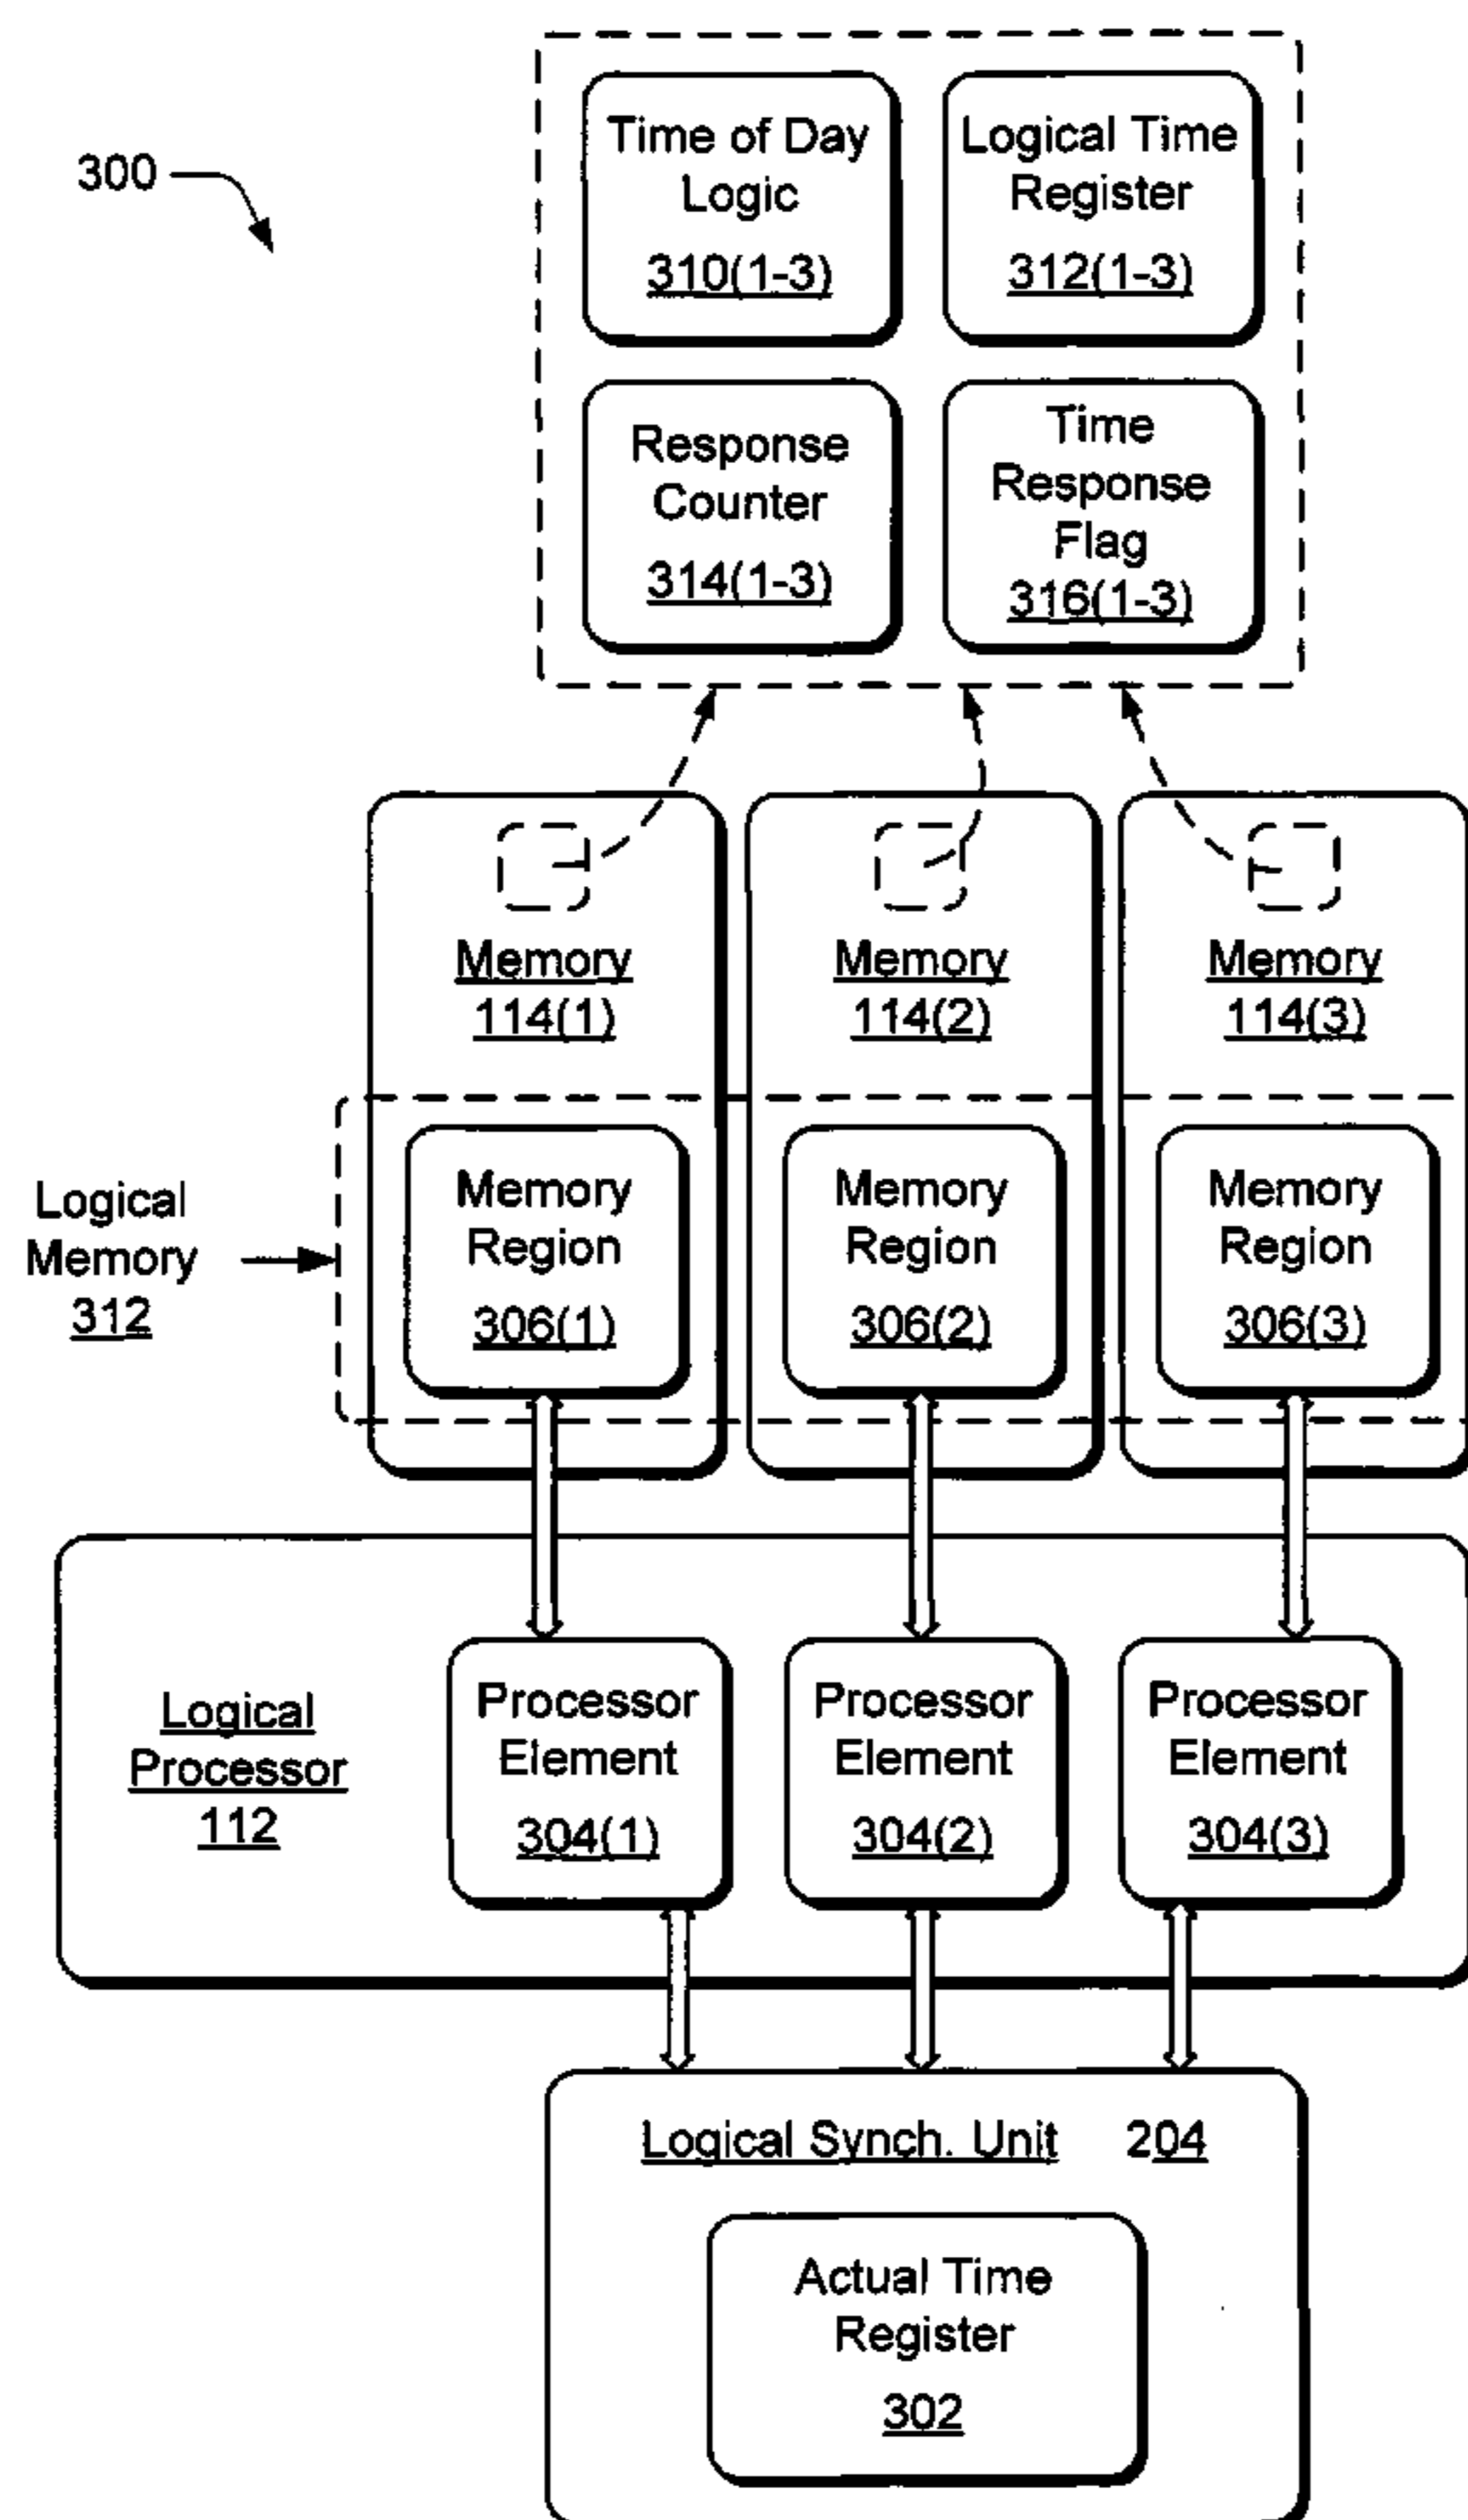 300
Time of Day
Logic
310(1-3)
Logical Time
Register
312(1-3)
Response
Counter
314(1-3)
Time
Response
Flag
316(1-3)
Memory
114(1)
Memory
114(2)
Memory
114(3)
Logical
Memory
312
Memory
Region
306(1)
Memory
Region
306(2)
Memory
Region
306(3)
Logical
Processor
112
Processor
Element
304(1)
Processor
Element
304(2)
Processor
Element
304(3)
Logical Synch. Unit 204
Actual Time
Register
302